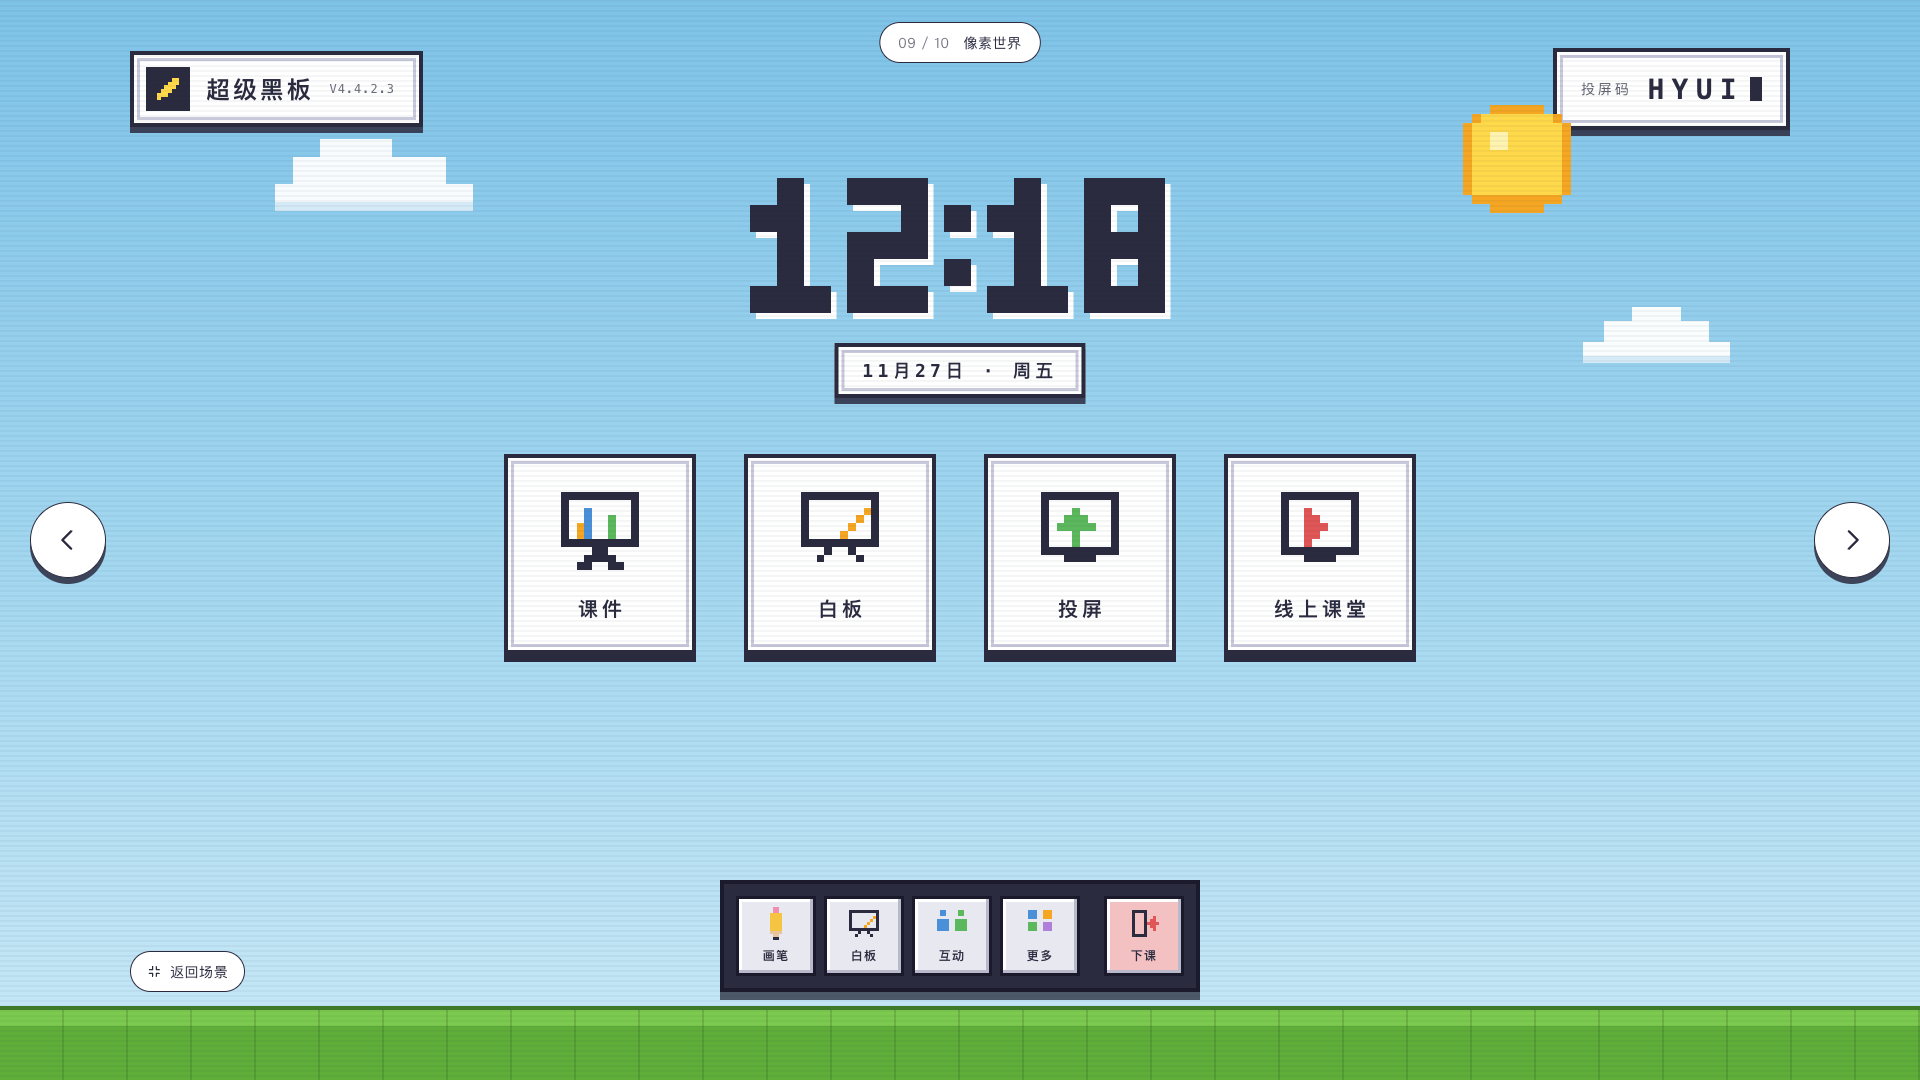 09 / 10 像素世界
超级黑板 V4.4.2.3
投屏码 HYUI
12:18
11月27日 · 周五
课件
白板
投屏
线上课堂
画笔
白板
互动
更多
下课
返回场景